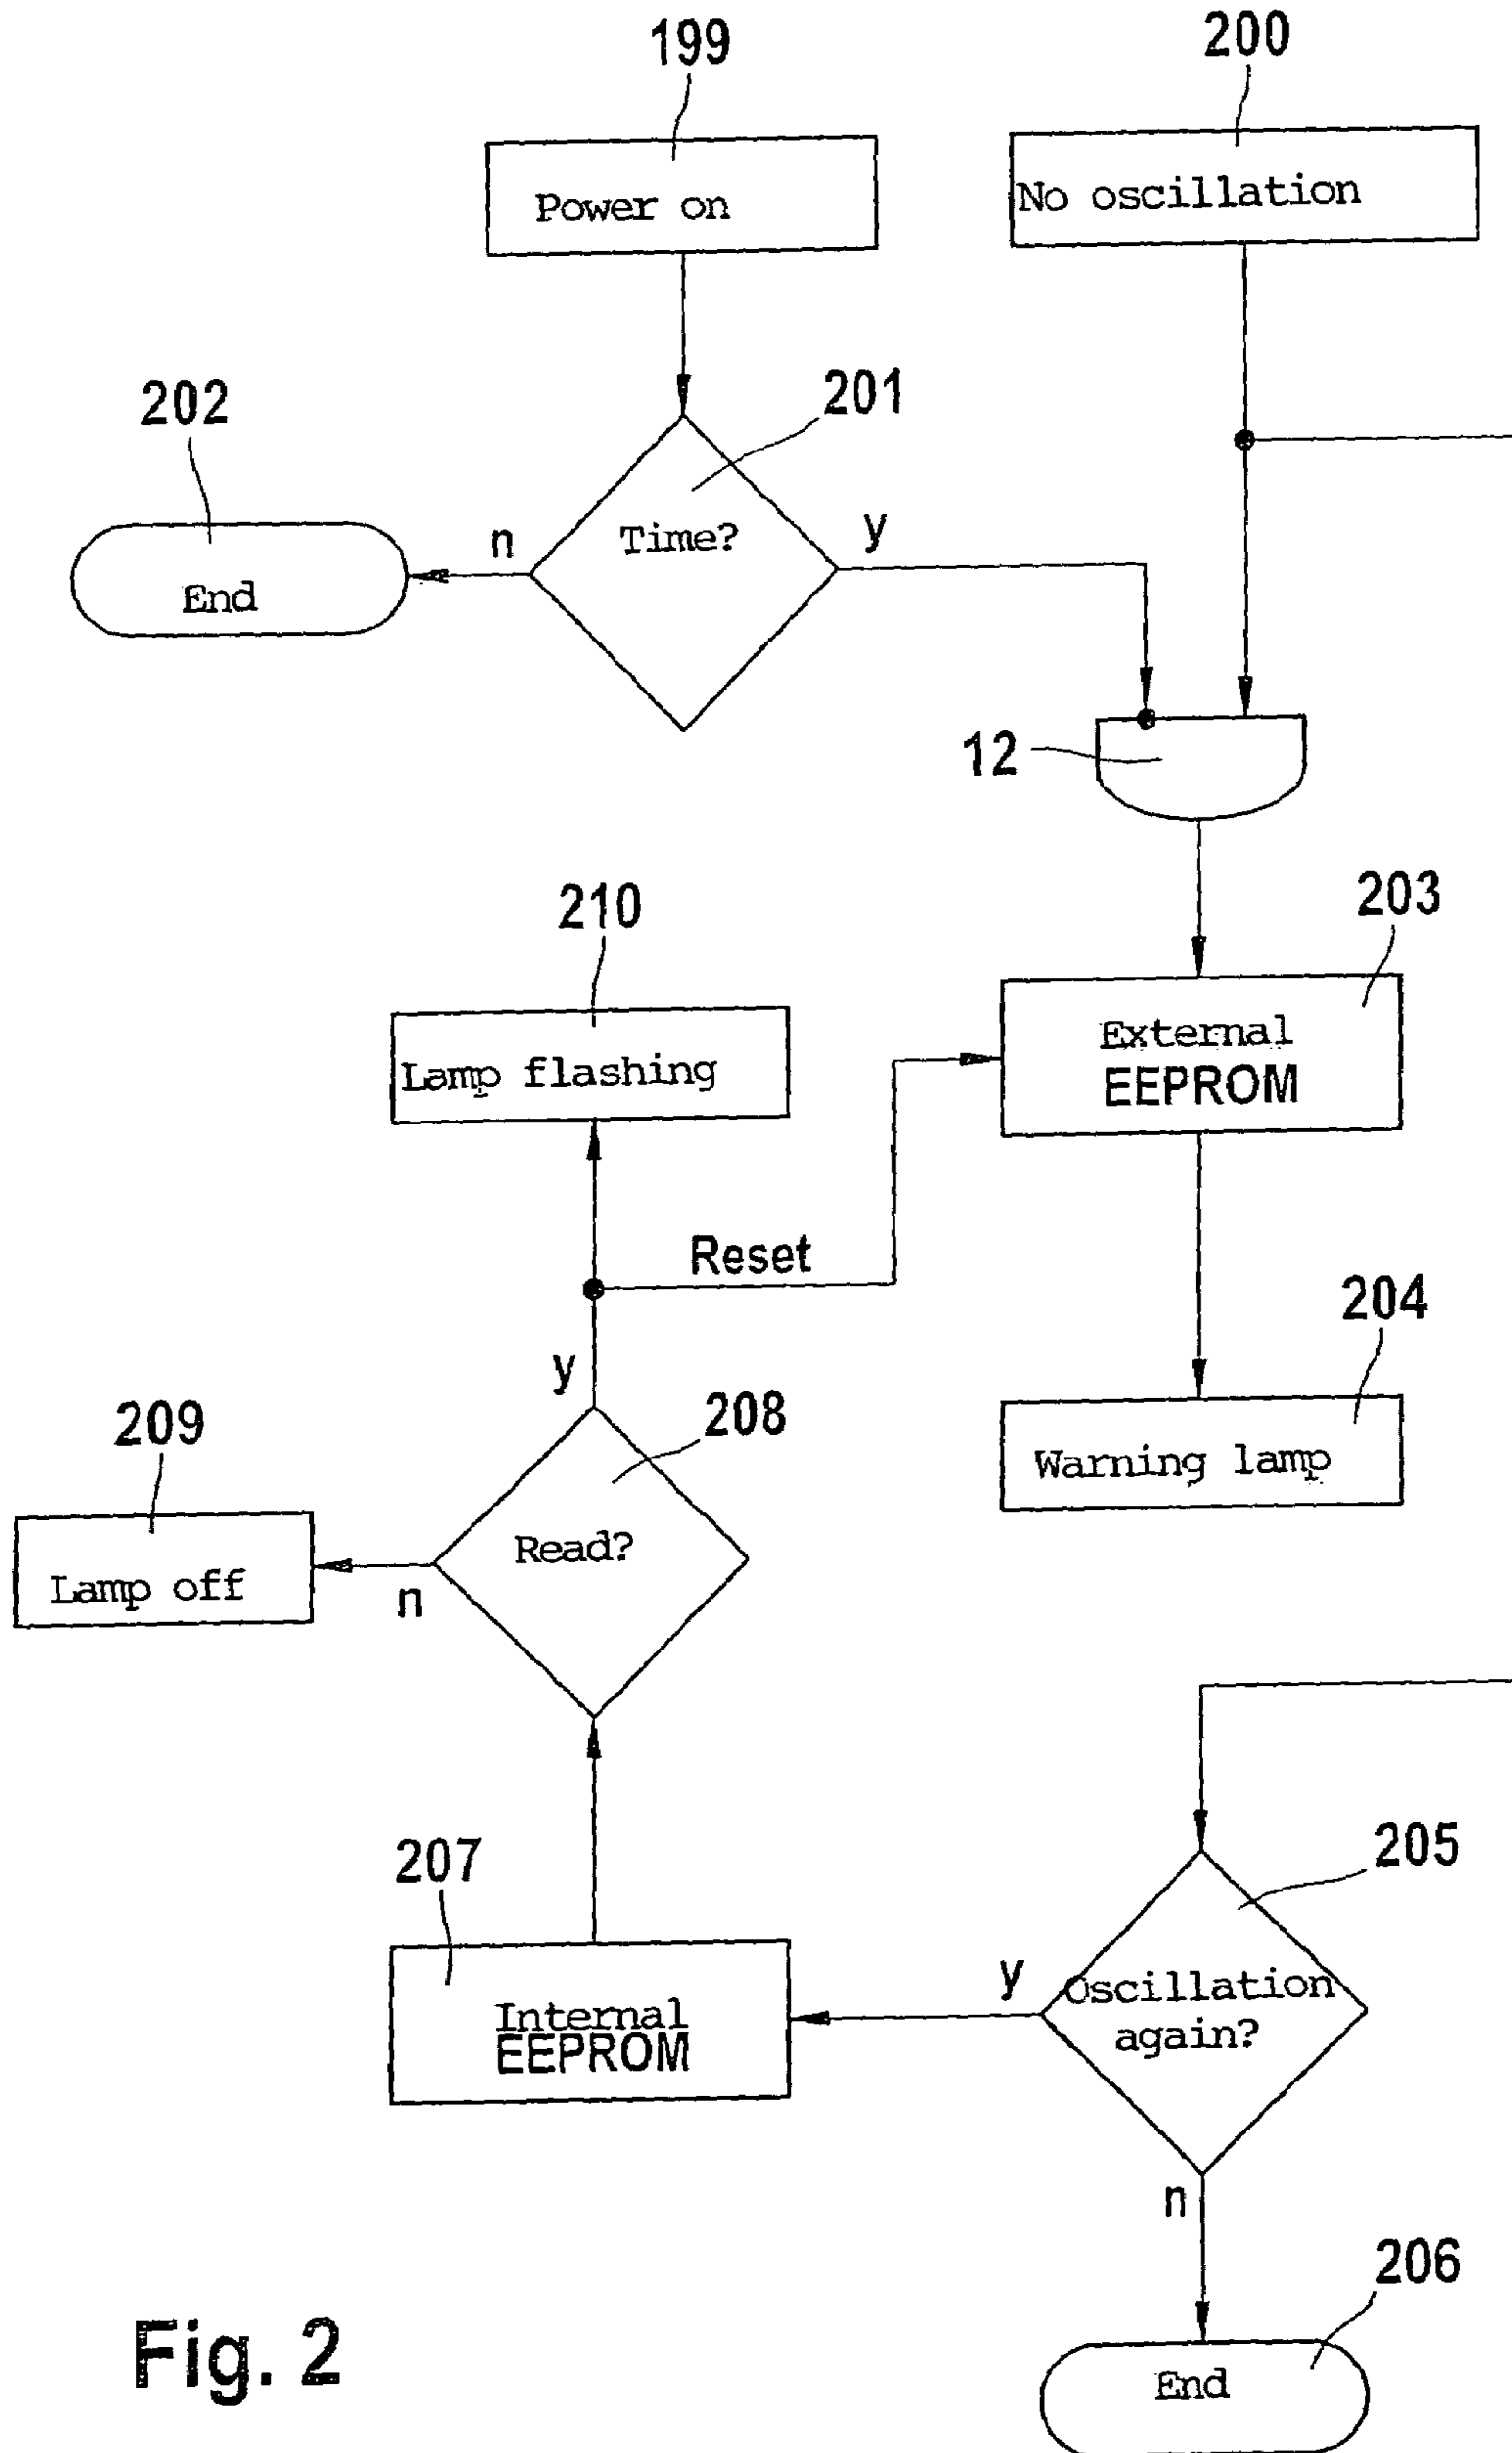 199
200
Power on
No oscillation
202
201
Time?
n
y
End
12
210
203
Lamp flashing
External
EEPROM
Reset
204
y
209
208
Warning lamp
Read?
Lamp off
n
207
205
y
Oscillation
again?
Internal
EEPROM
n
206
End
Fig. 2